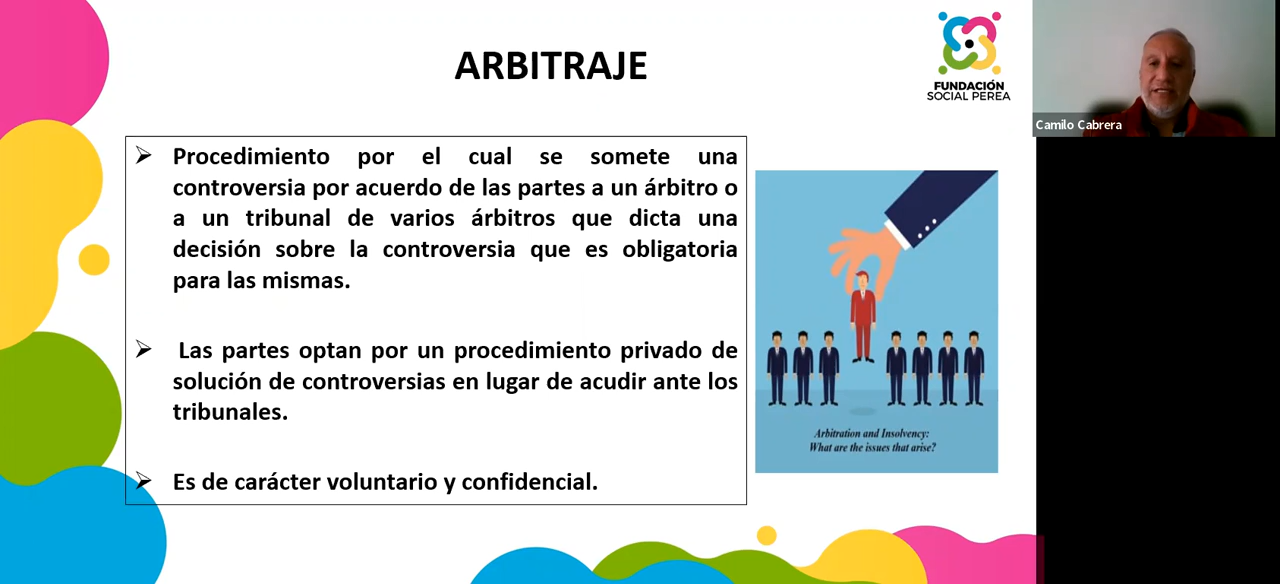 ARBITRAJE
FUNDACIÓN
SOCIAL PEREA
Camilo Cabrera
Procedimiento por el cual se somete una
controversia por acuerdo de las partes a un árbitro o
a un tribunal de varios árbitros que dicta una
decisión sobre la controversia que es obligatoria
para las mismas.
Las partes optan por un procedimiento privado de
solución de controversias en lugar de acudir ante los
tribunales.
Es de carácter voluntario y confidencial.
Arbitration and Insolvency:
What are the issues that arise?